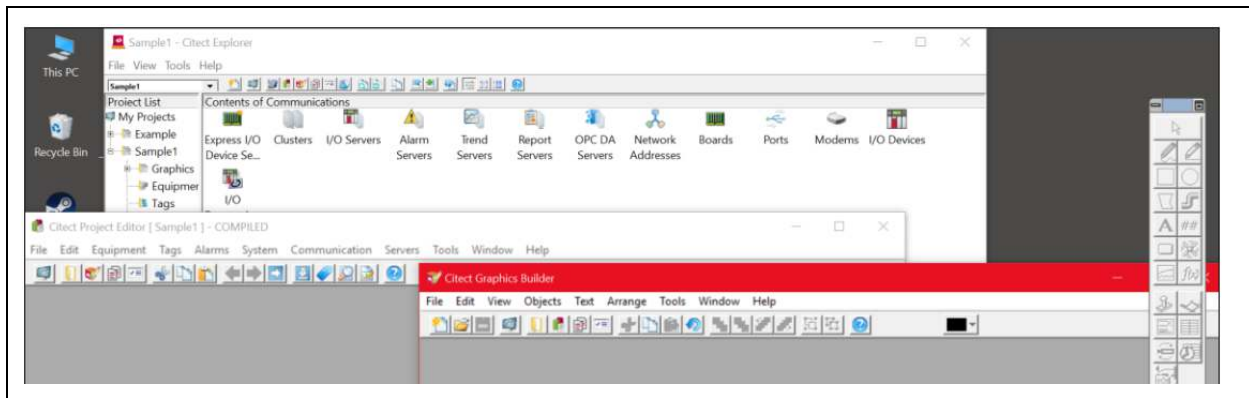 This PC
Recycle Bin
Sample1 - Citect Explorer
File View Tools Help
Sample1
Project List
My Projects
Example
Sample1
Graphics
Equipmer
Tags
Contents of Communications
Express I/O Device Se...
Clusters
I/O Servers
Alarm Servers
Trend Servers
Report Servers
OPC DA Servers
Network Addresses
Boards
Ports
Modems
I/O Devices
I/O
Citect Project Editor [ Sample1 ] - COMPILED
File Edit Equipment Tags Alarms System Communication Servers Tools Window Help
Citect Graphics Builder
File Edit View Objects Text Arrange Tools Window Help
A
##
f(x)